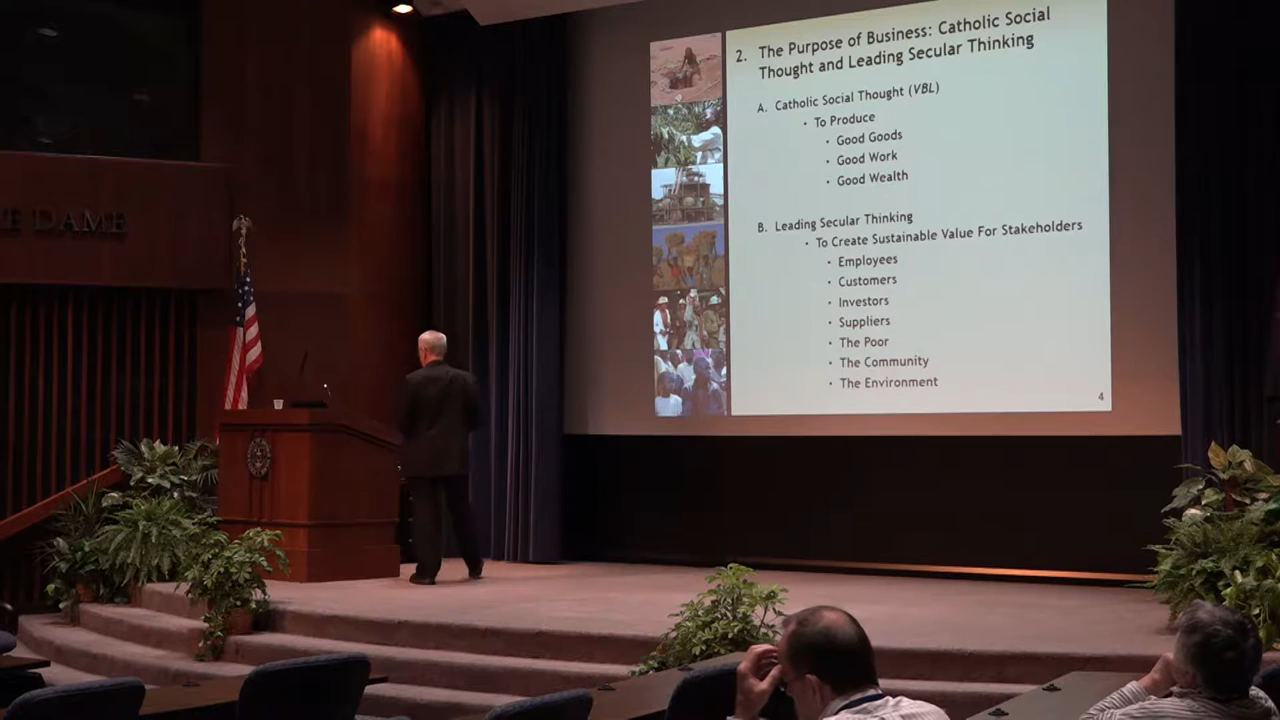 E DAME
2. The Purpose of Business: Catholic Social
Thought and Leading Secular Thinking
A. Catholic Social Thought (VBL)
• To Produce
• Good Goods
• Good Work
• Good Wealth
B. Leading Secular Thinking
• To Create Sustainable Value For Stakeholders
• Employees
• Customers
• Investors
• Suppliers
• The Poor
• The Community
• The Environment
4